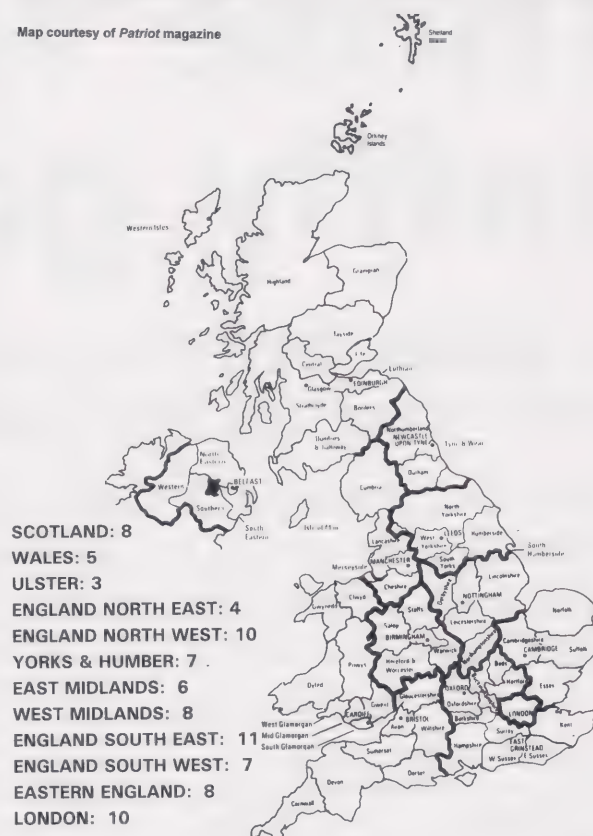 Map courtesy of Patriot magazine
Shetland
Islands
Orkney
Islands
Western Isles
Highland
Grampian
Tayside
Central
Fife
Lothian
Glasgow
EDINBURGH
Strathclyde
Borders
Dumfries
& Galloway
Northumberland
NEWCASTLE
UPON TYNE
Tyne & Wear
Durham
Cumbria
North
Eastern
Western
BELFAST
Southern
South
Eastern
Isle of Man
North
Yorkshire
Lancashire
West
Yorkshire
LEEDS
Humberside
South
Humberside
Merseyside
MANCHESTER
South
Yorks
Lincolnshire
Cheshire
Derbyshire
NOTTINGHAM
Clwyd
Gwynedd
Staffs
Salop
Leicestershire
Norfolk
BIRMINGHAM
Cambridgeshire
CAMBRIDGE
Suffolk
Powys
Hereford &
Worcester
Warwick
Northamptonshire
Beds
Dyfed
Hertford
Essex
Gwent
Gloucestershire
OXFORD
Oxfordshire
LONDON
CARDIFF
West Glamorgan
Mid Glamorgan
South Glamorgan
BRISTOL
Avon
Wiltshire
Berkshire
Surrey
Kent
Somerset
Hampshire
EAST
GRINSTEAD
W Sussex
E Sussex
Devon
Dorset
Cornwall
SCOTLAND: 8
WALES: 5
ULSTER: 3
ENGLAND NORTH EAST: 4
ENGLAND NORTH WEST: 10
YORKS & HUMBER: 7
EAST MIDLANDS: 6
WEST MIDLANDS: 8
ENGLAND SOUTH EAST: 11
ENGLAND SOUTH WEST: 7
EASTERN ENGLAND: 8
LONDON: 10